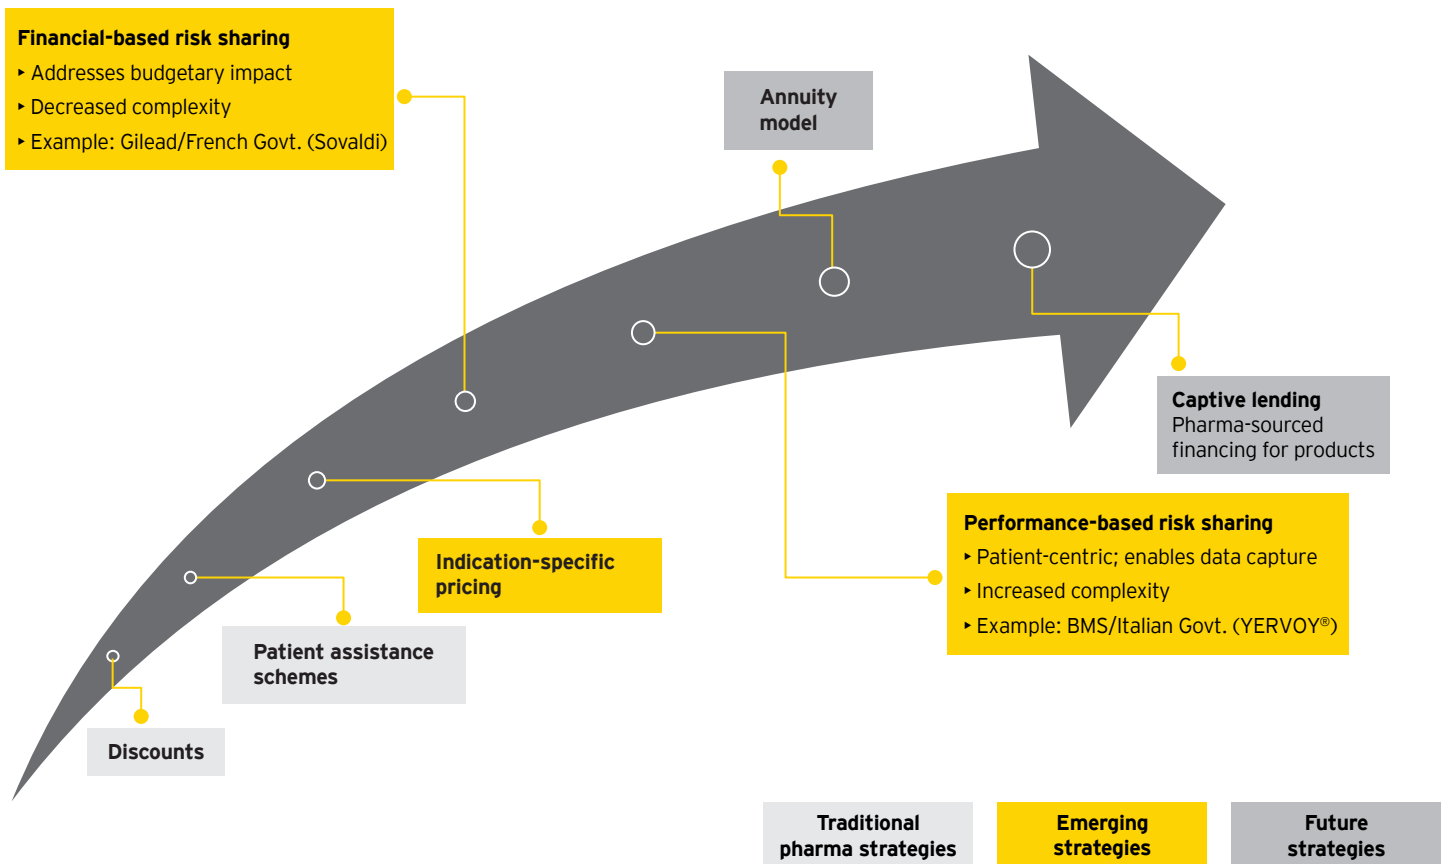 Financial-based risk sharing
‣ Addresses budgetary impact
‣ Decreased complexity
‣ Example: Gilead/French Govt. (Sovaldi)
Annuity
model
Captive lending
Pharma-sourced
financing for products
Performance-based risk sharing
‣ Patient-centric; enables data capture
‣ Increased complexity
‣ Example: BMS/Italian Govt. (YERVOY®)
Indication-specific
pricing
Patient assistance
schemes
Discounts
Traditional
pharma strategies
Emerging
strategies
Future
strategies